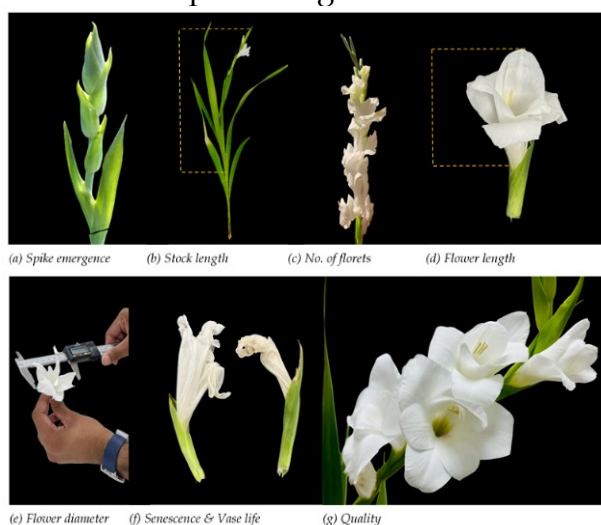 (a) Spike emergence
(b) Stock length
(c) No. of florets
(d) Flower length
(e) Flower diameter
(f) Senescence & Vase life
(g) Quality